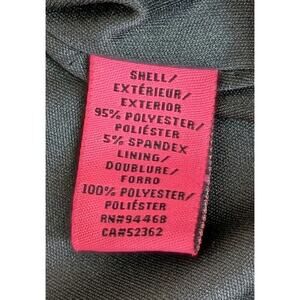 SHELL/
EXTÉRIEUR/
EXTERIOR
95% POLYESTER/
POLIÉSTER
5% SPANDEX
LINING/
DOUBLURE/
FORRO
100% POLYESTER/
POLIÉSTER
RN#94468
CA#52362